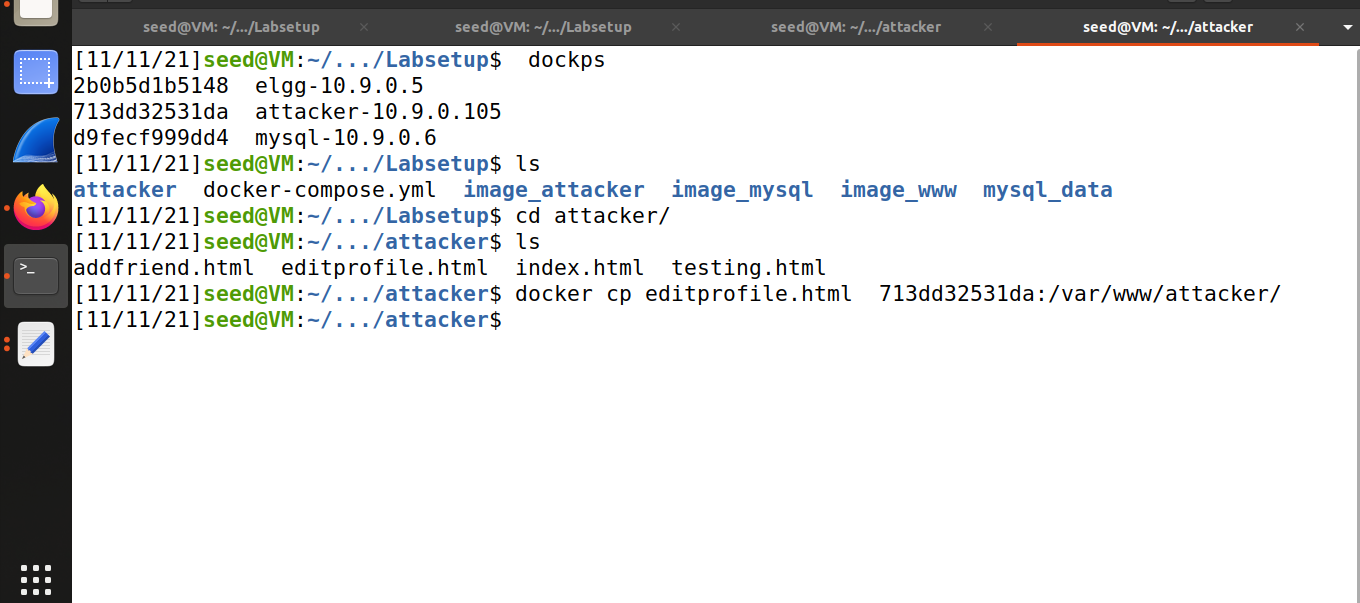 seed@VM: ~/.../Labsetup × seed@VM: ~/.../Labsetup × seed@VM: ~/.../attacker × seed@VM: ~/.../attacker ×
[11/11/21]seed@VM:~/.../Labsetup$  dockps
2b0b5d1b5148  elgg-10.9.0.5
713dd32531da  attacker-10.9.0.105
d9fecf999dd4  mysql-10.9.0.6
[11/11/21]seed@VM:~/.../Labsetup$ ls
attacker  docker-compose.yml  image_attacker  image_mysql  image_www  mysql_data
[11/11/21]seed@VM:~/.../Labsetup$ cd attacker/
[11/11/21]seed@VM:~/.../attacker$ ls
addfriend.html  editprofile.html  index.html  testing.html
[11/11/21]seed@VM:~/.../attacker$ docker cp editprofile.html  713dd32531da:/var/www/attacker/
[11/11/21]seed@VM:~/.../attacker$